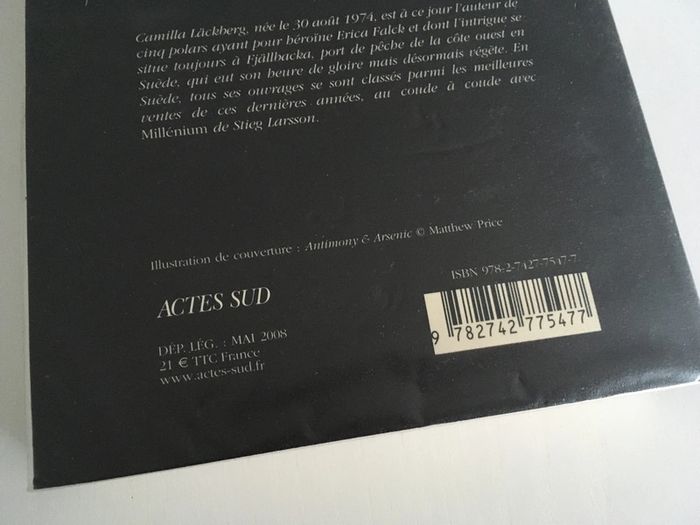 Camilla Läckberg, née le 30 août 1974, est à ce jour l'auteur de
cinq polars ayant pour héroïne Erica Falck et dont l'intrigue se
situe toujours à Fjällbacka, port de pêche de la côte ouest en
Suède, qui eut son heure de gloire mais désormais végète. En
Suède, tous ses ouvrages se sont classés parmi les meilleures
ventes de ces dernières années, au coude à coude avec
Millénium de Stieg Larsson.
Illustration de couverture : Antimony & Arsenic © Matthew Price
ISBN 978-2-7427-7547-7
ACTES SUD
9 782742 775477
DÉP. LÉG. : MAI 2008
21 € TTC France
www.actes-sud.fr